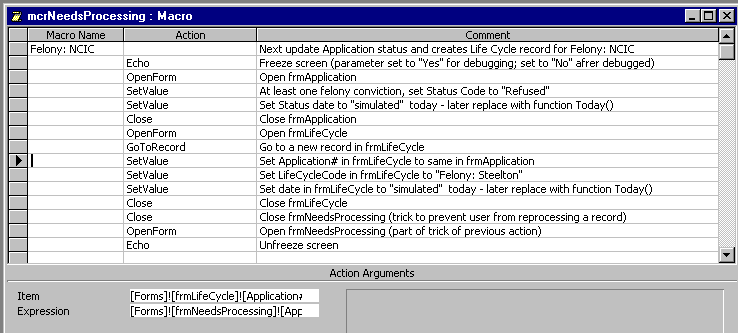 mcrNeedsProcessing : Macro
Macro Name Action Comment
Felony: NCIC Next update Application status and creates Life Cycle record for Felony: NCIC
Echo Freeze screen (parameter set to "Yes" for debugging; set to "No" afrer debugged)
OpenForm Open frmApplication
SetValue At least one felony conviction, set Status Code to "Refused"
SetValue Set Status date to "simulated" today - later replace with function Today()
Close Close frmApplication
OpenForm Open frmLifeCycle
GoToRecord Go to a new record in frmLifeCycle
SetValue Set Application# in frmLifeCycle to same in frmApplication
SetValue Set LifeCycleCode in frmLifeCycle to "Felony: Steelton"
SetValue Set date in frmLifeCycle to "simulated" today - later replace with function Today()
Close Close frmLifeCycle
Close Close frmNeedsProcessing (trick to prevent user from reprocessing a record)
OpenForm Open frmNeedsProcessing (part of trick of previous action)
Echo Unfreeze screen
Action Arguments
Item [Forms]![frmLifeCycle]![Application#
Expression [Forms]![frmNeedsProcessing]![App